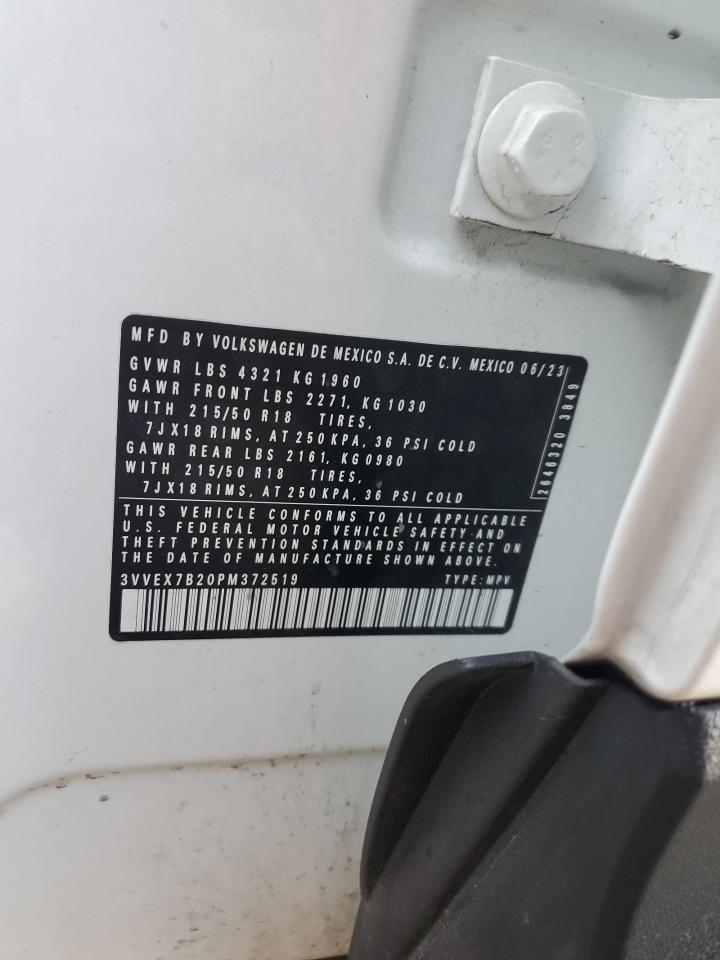 MFD BY VOLKSWAGEN DE MEXICO S.A. DE C.V. MEXICO 06/23
GVWR LBS 4321 KG 1960
GAWR FRONT LBS 2271, KG 1030
WITH 215/50 R18 TIRES,
7JX18 RIMS, AT 250 KPA, 36 PSI COLD
GAWR REAR LBS 2161, KG 0980
WITH 215/50 R18 TIRES,
7JX18 RIMS, AT 250 KPA, 36 PSI COLD
2646320 3849
THIS VEHICLE CONFORMS TO ALL APPLICABLE
U.S. FEDERAL MOTOR VEHICLE SAFETY AND
THEFT PREVENTION STANDARDS IN EFFECT ON
THE DATE OF MANUFACTURE SHOWN ABOVE.
3VVEX7B20PM372519 TYPE: MPV